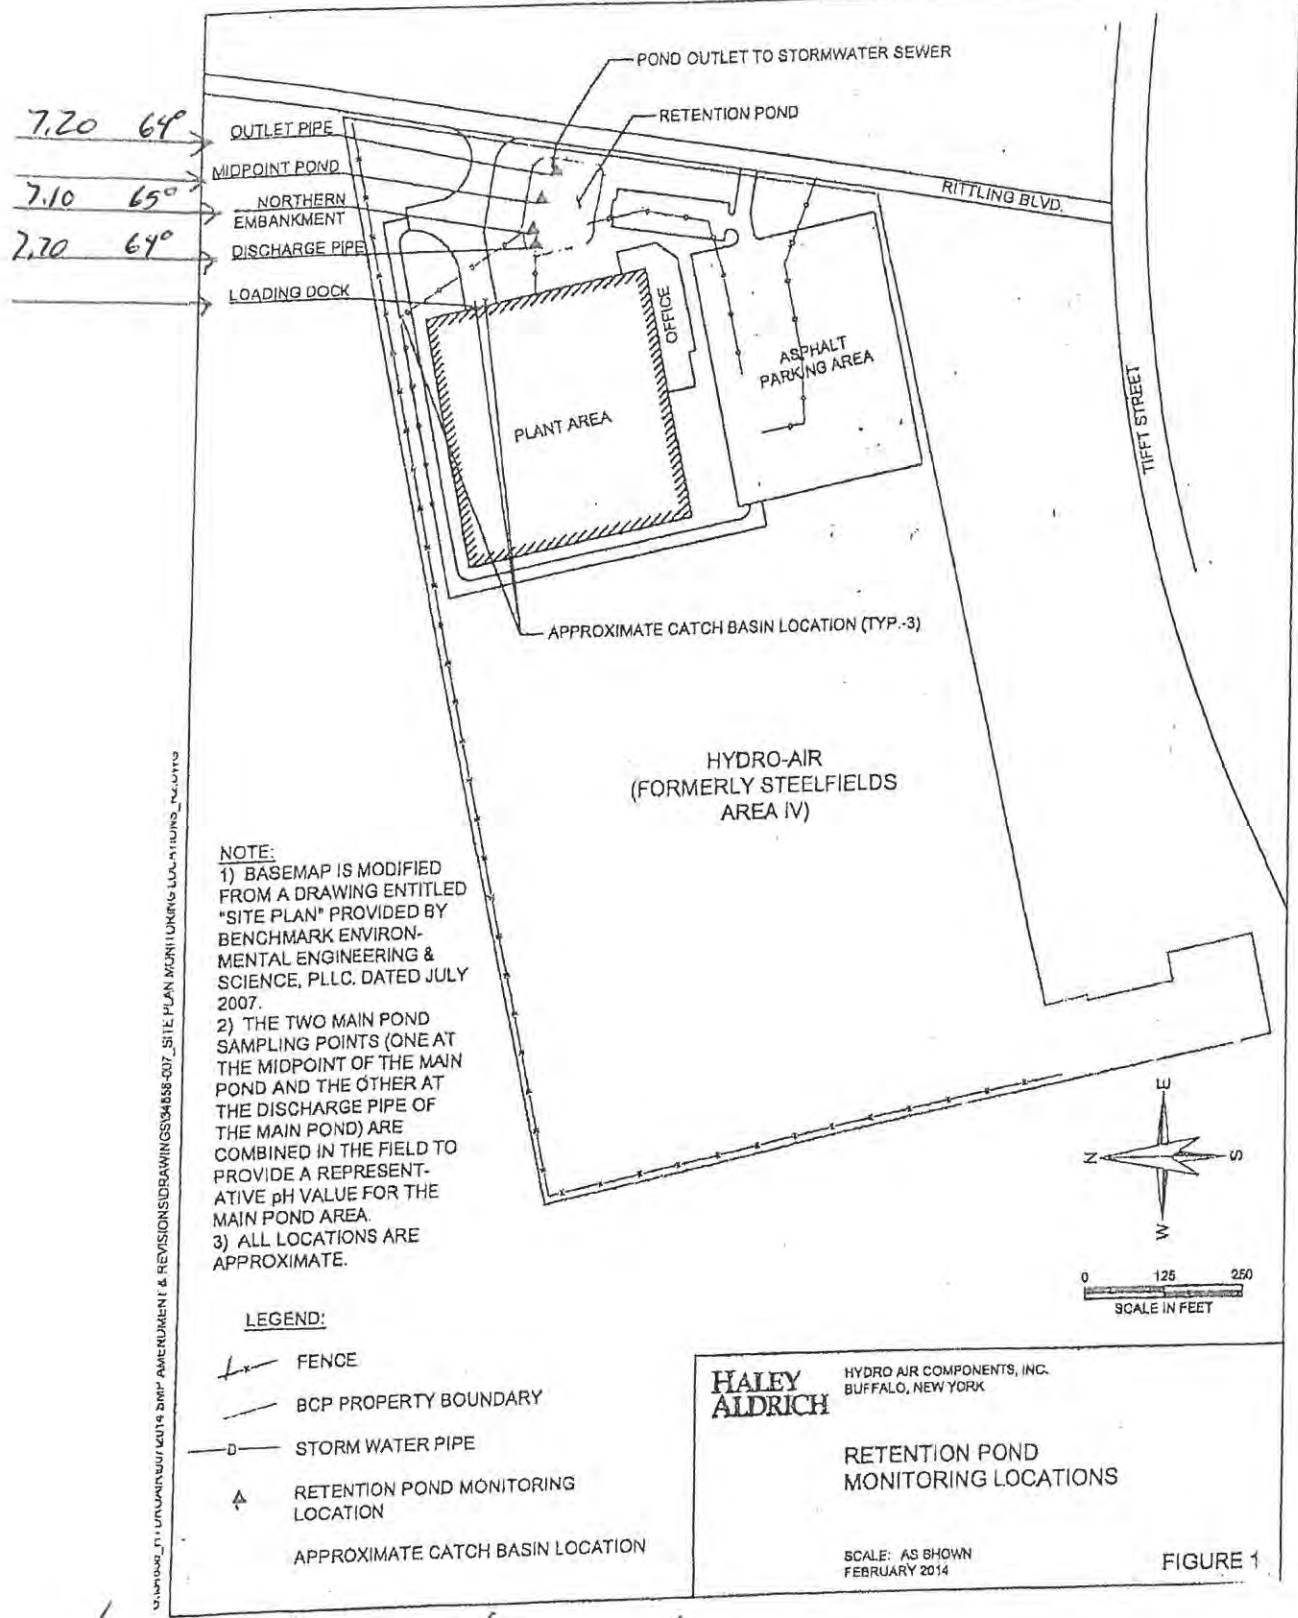 POND OUTLET TO STORMWATER SEWER
RETENTION POND
7.20 64°
OUTLET PIPE
MIDPOINT POND
7.10 65°
NORTHERN
EMBANKMENT
64°
DISCHARGE PIPE
LOADING DOCK
RITTLING BLVD.
OFFICE
ASPHALT
PARKING AREA
PLANT AREA
TIFFT STREET
APPROXIMATE CATCH BASIN LOCATION (TYP.-3)
HYDRO-AIR
(FORMERLY STEELFIELDS
AREA IV)
NOTE:
1) BASEMAP IS MODIFIED
FROM A DRAWING ENTITLED
"SITE PLAN" PROVIDED BY
BENCHMARK ENVIRON-
MENTAL ENGINEERING &
SCIENCE, PLLC. DATED JULY
2007.
2) THE TWO MAIN POND
SAMPLING POINTS (ONE AT
THE MIDPOINT OF THE MAIN
POND AND THE OTHER AT
THE DISCHARGE PIPE OF
THE MAIN POND) ARE
COMBINED IN THE FIELD TO
PROVIDE A REPRESENT-
ATIVE pH VALUE FOR THE
MAIN POND AREA.
3) ALL LOCATIONS ARE
APPROXIMATE.
E
N S
W
0 125 250
SCALE IN FEET
LEGEND:
FENCE
BCP PROPERTY BOUNDARY
STORM WATER PIPE
RETENTION POND MONITORING
LOCATION
APPROXIMATE CATCH BASIN LOCATION
HALEY
ALDRICH
HYDRO AIR COMPONENTS, INC.
BUFFALO, NEW YORK
RETENTION POND
MONITORING LOCATIONS
SCALE: AS SHOWN
FEBRUARY 2014
FIGURE 1
AMENDMENT & REVISIONS\DRAWINGS\34658-007_SITE PLAN MONITORING LOCATIONS